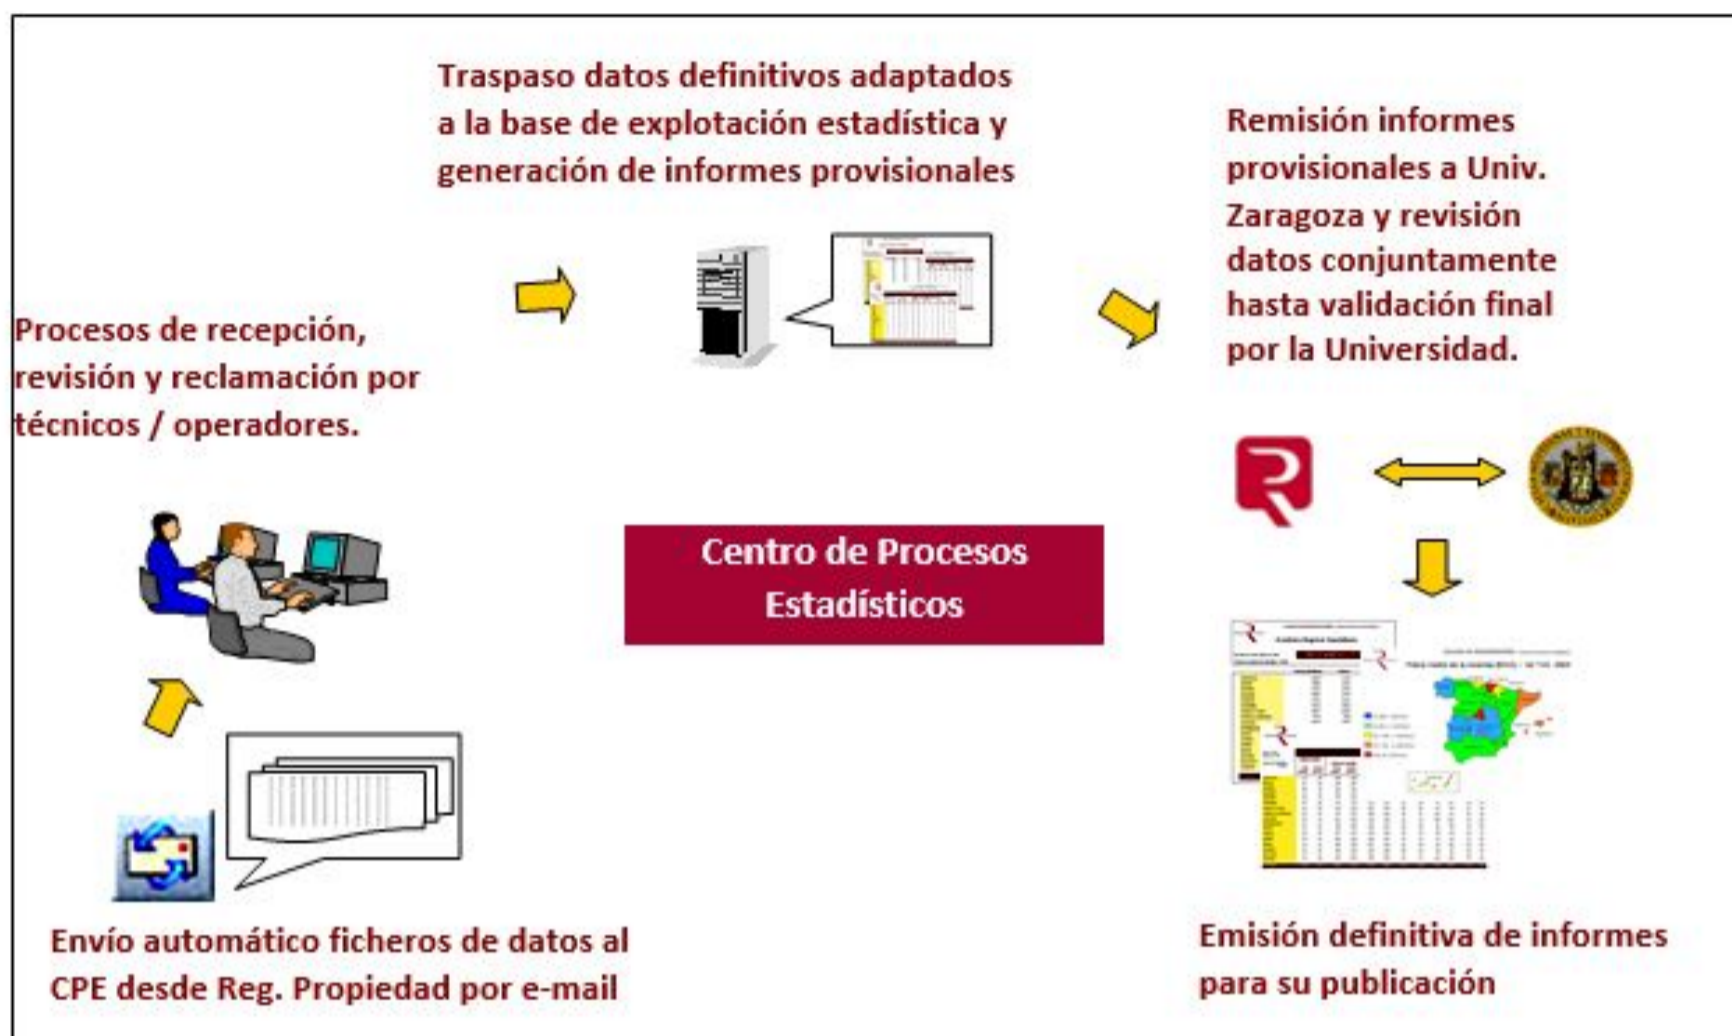 Traspaso datos definitivos adaptados
a la base de explotación estadística y
generación de informes provisionales
Remisión informes
provisionales a Univ.
Zaragoza y revisión
datos conjuntamente
hasta validación final
por la Universidad.
Procesos de recepción,
revisión y reclamación por
técnicos / operadores.
Centro de Procesos
Estadísticos
Envío automático ficheros de datos al
CPE desde Reg. Propiedad por e-mail
Emisión definitiva de informes
para su publicación